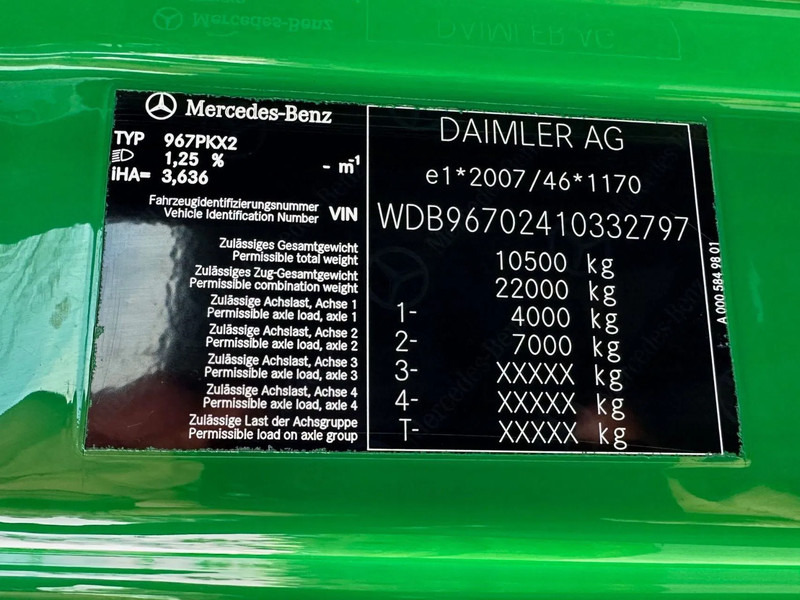 Mercedes-Benz
TYP 967PKX2
1,25 % - m⁻¹
iHA= 3,636
Fahrzeugidentifizierungsnummer
Vehicle Identification Number VIN
Zulässiges Gesamtgewicht
Permissible total weight
Zulässiges Zug-Gesamtgewicht
Permissible combination weight
Zulässige Achslast, Achse 1
Permissible axle load, axle 1
Zulässige Achslast, Achse 2
Permissible axle load, axle 2
Zulässige Achslast, Achse 3
Permissible axle load, axle 3
Zulässige Achslast, Achse 4
Permissible axle load, axle 4
Zulässige Last der Achsgruppe
Permissible load on axle group
DAIMLER AG
e1*2007/46*1170
WDB96702410332797
10500 kg
22000 kg
1- 4000 kg
2- 7000 kg
3- XXXXX kg
4- XXXXX kg
T- XXXXX kg
A 000 584 98 01